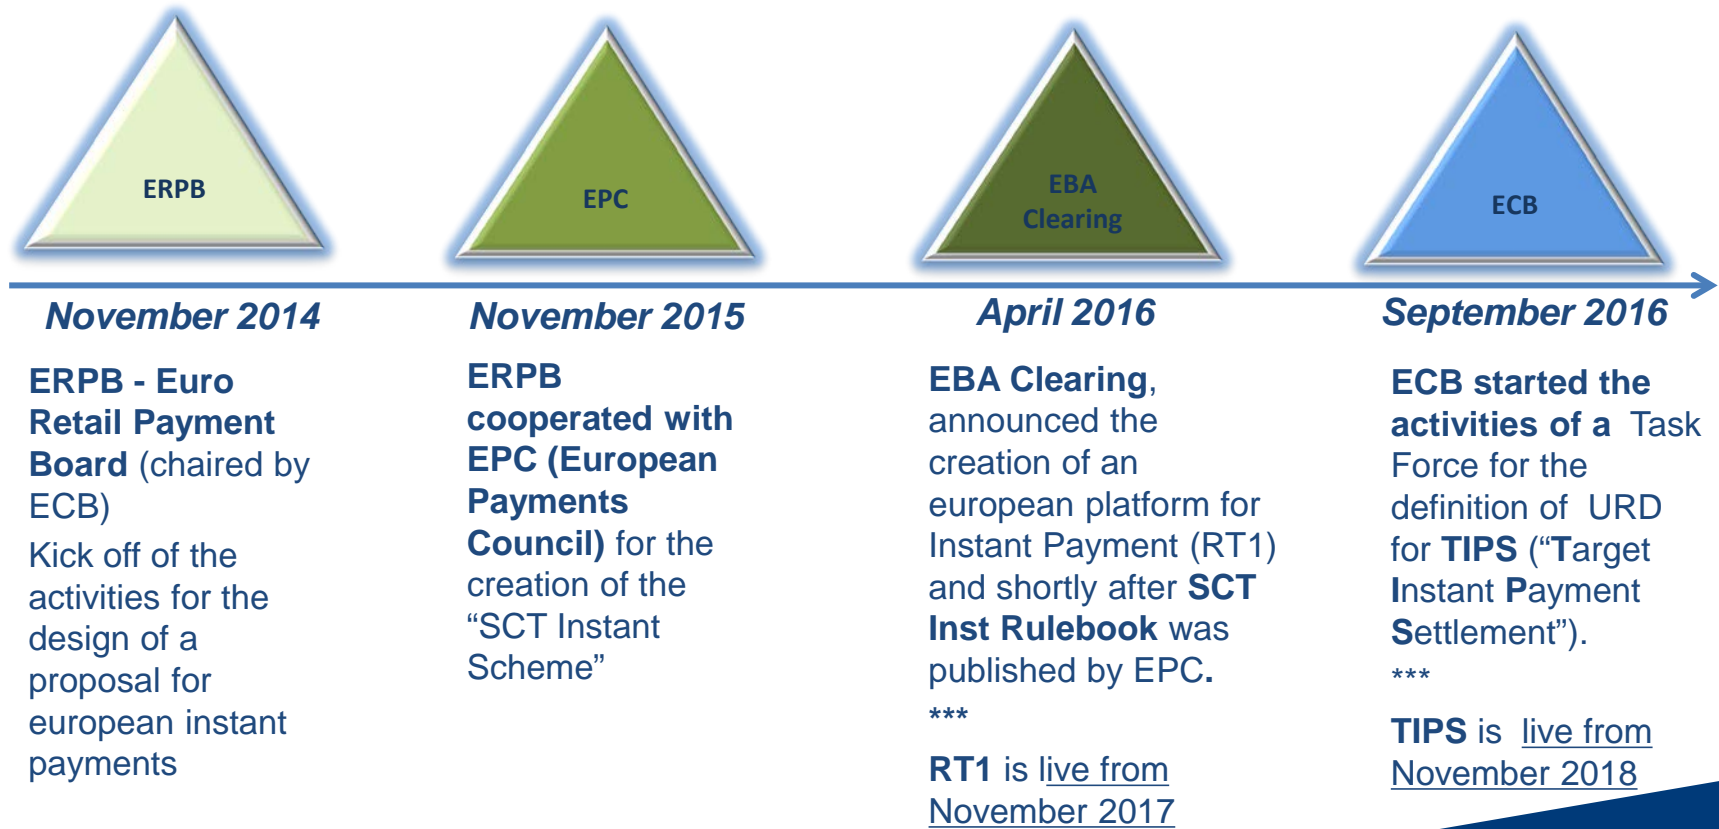 ERPB
EPC
EBA
Clearing
ECB
November 2014
November 2015
April 2016
September 2016
ERPB - Euro
Retail Payment
Board (chaired by
ECB)
Kick off of the
activities for the
design of a
proposal for
european instant
payments
ERPB
cooperated with
EPC (European
Payments
Council) for the
creation of the
“SCT Instant
Scheme”
EBA Clearing,
announced the
creation of an
european platform for
Instant Payment (RT1)
and shortly after SCT
Inst Rulebook was
published by EPC.
***
RT1 is live from
November 2017
ECB started the
activities of a Task
Force for the
definition of URD
for TIPS (“Target
Instant Payment
Settlement”).
***
TIPS is live from
November 2018